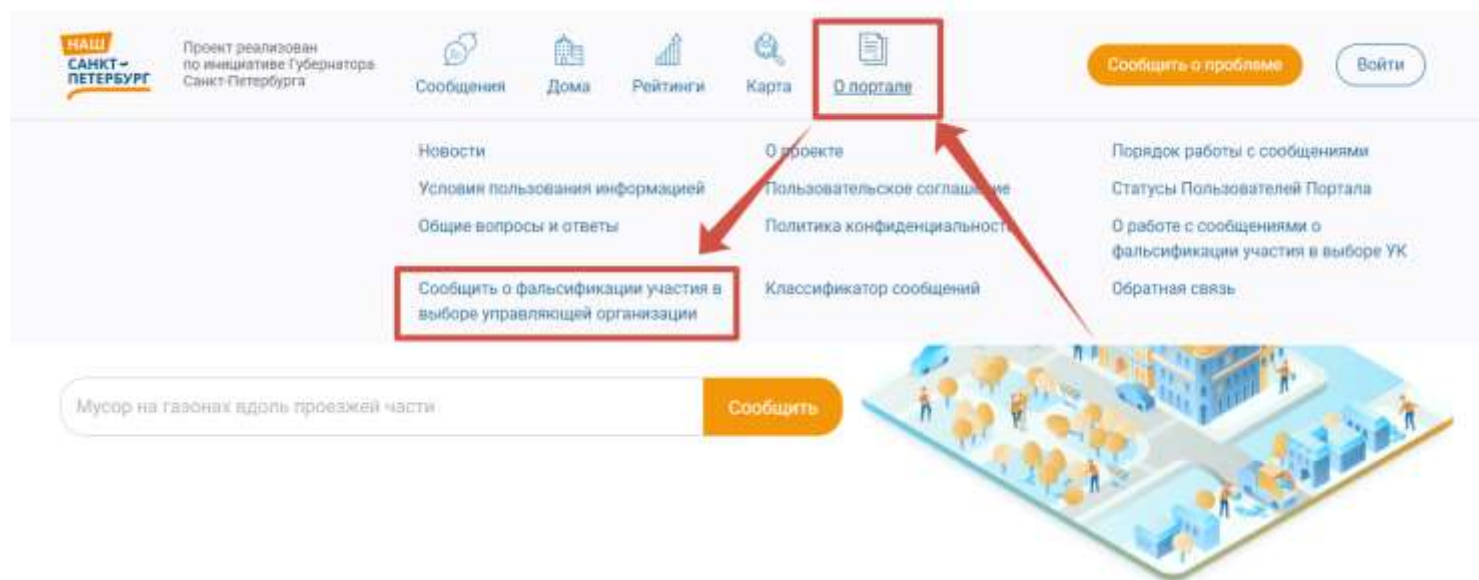 НАШ
САНКТ-
ПЕТЕРБУРГ
Проект реализован
по инициативе Губернатора
Санкт-Петербурга
Сообщения
Дома
Рейтинги
Карта
О портале
Сообщить о проблеме
Войти
Новости
О проекте
Порядок работы с сообщениями
Условия пользования информацией
Пользовательское соглашение
Статусы Пользователей Портала
Общие вопросы и ответы
Политика конфиденциальности
О работе с сообщениями о
фальсификации участия в выборе УК
Сообщить о фальсификации участия в
выборе управляющей организации
Классификатор сообщений
Обратная связь
Мусор на газонах вдоль проезжей части
Сообщить